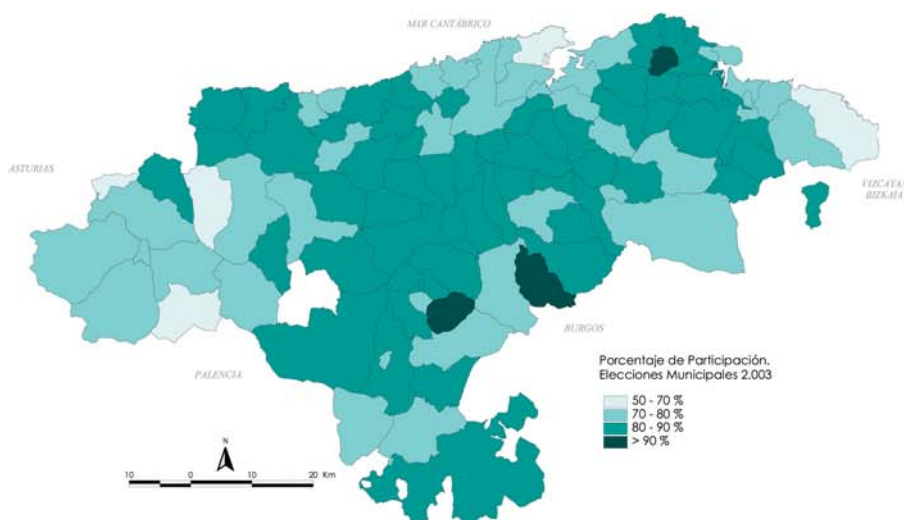 MAR CANTÁBRICO
ASTURIAS
VIZCAYA
BIZKAIA
BURGOS
PALENCIA
Porcentaje de Participación.
Elecciones Municipales 2.003
50 - 70 %
70 - 80 %
80 - 90 %
> 90 %
N
10 0 10 20 Km